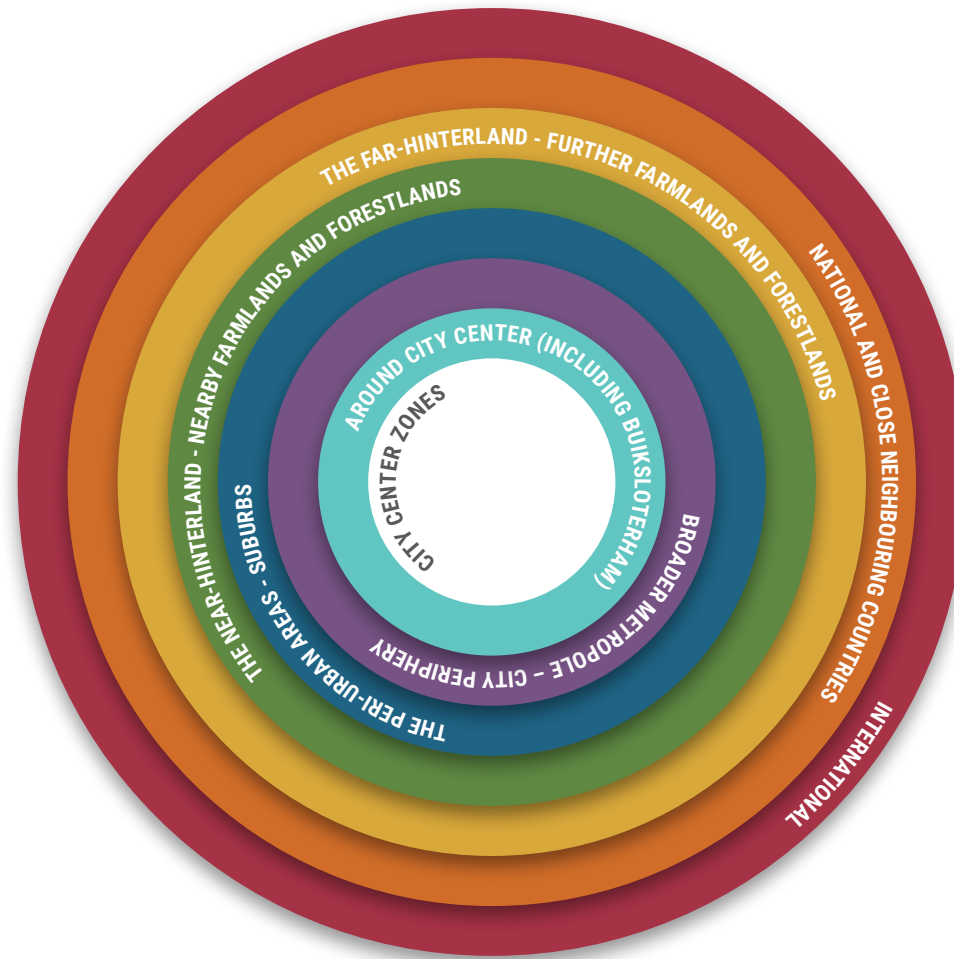 THE FAR-HINTERLAND - FURTHER FARMLANDS AND FORESTLANDS
THE NEAR-HINTERLAND - NEARBY FARMLANDS AND FORESTLANDS
NATIONAL AND CLOSE NEIGHBOURING COUNTRIES
AROUND CITY CENTER (INCLUDING BUIKSLOTERHAM)
CITY CENTER ZONES
THE PERI-URBAN AREAS - SUBURBS
BROADER METROPOLE – CITY PERIPHERY
INTERNATIONAL